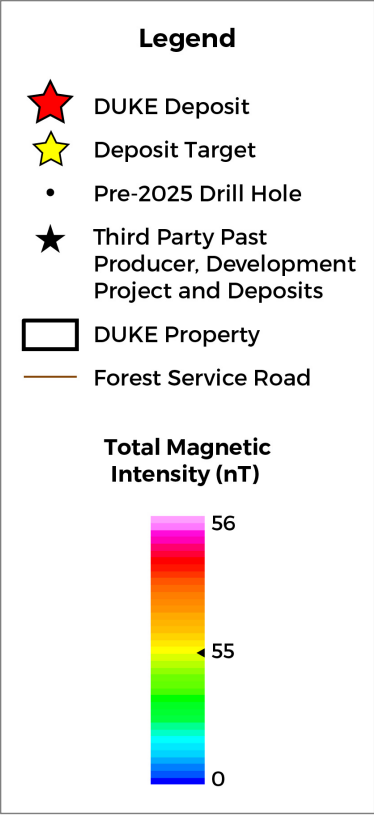 Legend
DUKE Deposit
Deposit Target
Pre-2025 Drill Hole
Third Party Past
Producer, Development
Project and Deposits
DUKE Property
Forest Service Road
Total Magnetic
Intensity (nT)
56
55
0